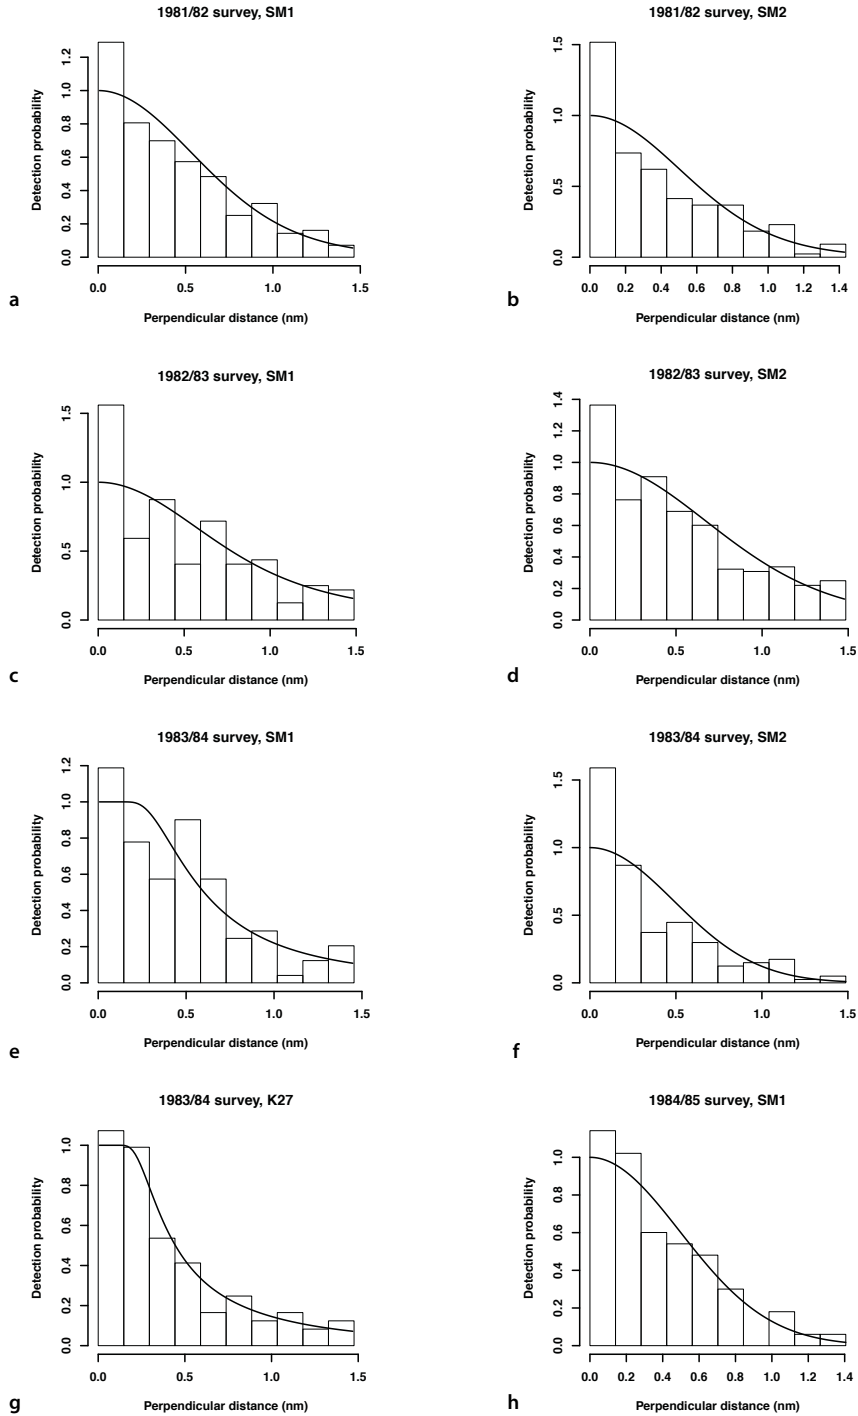 1981/82 survey, SM1
Detection probability
0.0 0.2 0.4 0.6 0.8 1.0 1.2
0.0 0.5 1.0 1.5
Perpendicular distance (nm)
a
1981/82 survey, SM2
Detection probability
0.0 0.5 1.0 1.5
0.0 0.2 0.4 0.6 0.8 1.0 1.2 1.4
Perpendicular distance (nm)
b
1982/83 survey, SM1
Detection probability
0.0 0.5 1.0 1.5
0.0 0.5 1.0 1.5
Perpendicular distance (nm)
c
1982/83 survey, SM2
Detection probability
0.0 0.2 0.4 0.6 0.8 1.0 1.2 1.4
0.0 0.5 1.0 1.5
Perpendicular distance (nm)
d
1983/84 survey, SM1
Detection probability
0.0 0.2 0.4 0.6 0.8 1.0 1.2
0.0 0.5 1.0 1.5
Perpendicular distance (nm)
e
1983/84 survey, SM2
Detection probability
0.0 0.5 1.0 1.5
0.0 0.5 1.0 1.5
Perpendicular distance (nm)
f
1983/84 survey, K27
Detection probability
0.0 0.2 0.4 0.6 0.8 1.0
0.0 0.5 1.0 1.5
Perpendicular distance (nm)
g
1984/85 survey, SM1
Detection probability
0.0 0.2 0.4 0.6 0.8 1.0
0.0 0.2 0.4 0.6 0.8 1.0 1.2 1.4
Perpendicular distance (nm)
h